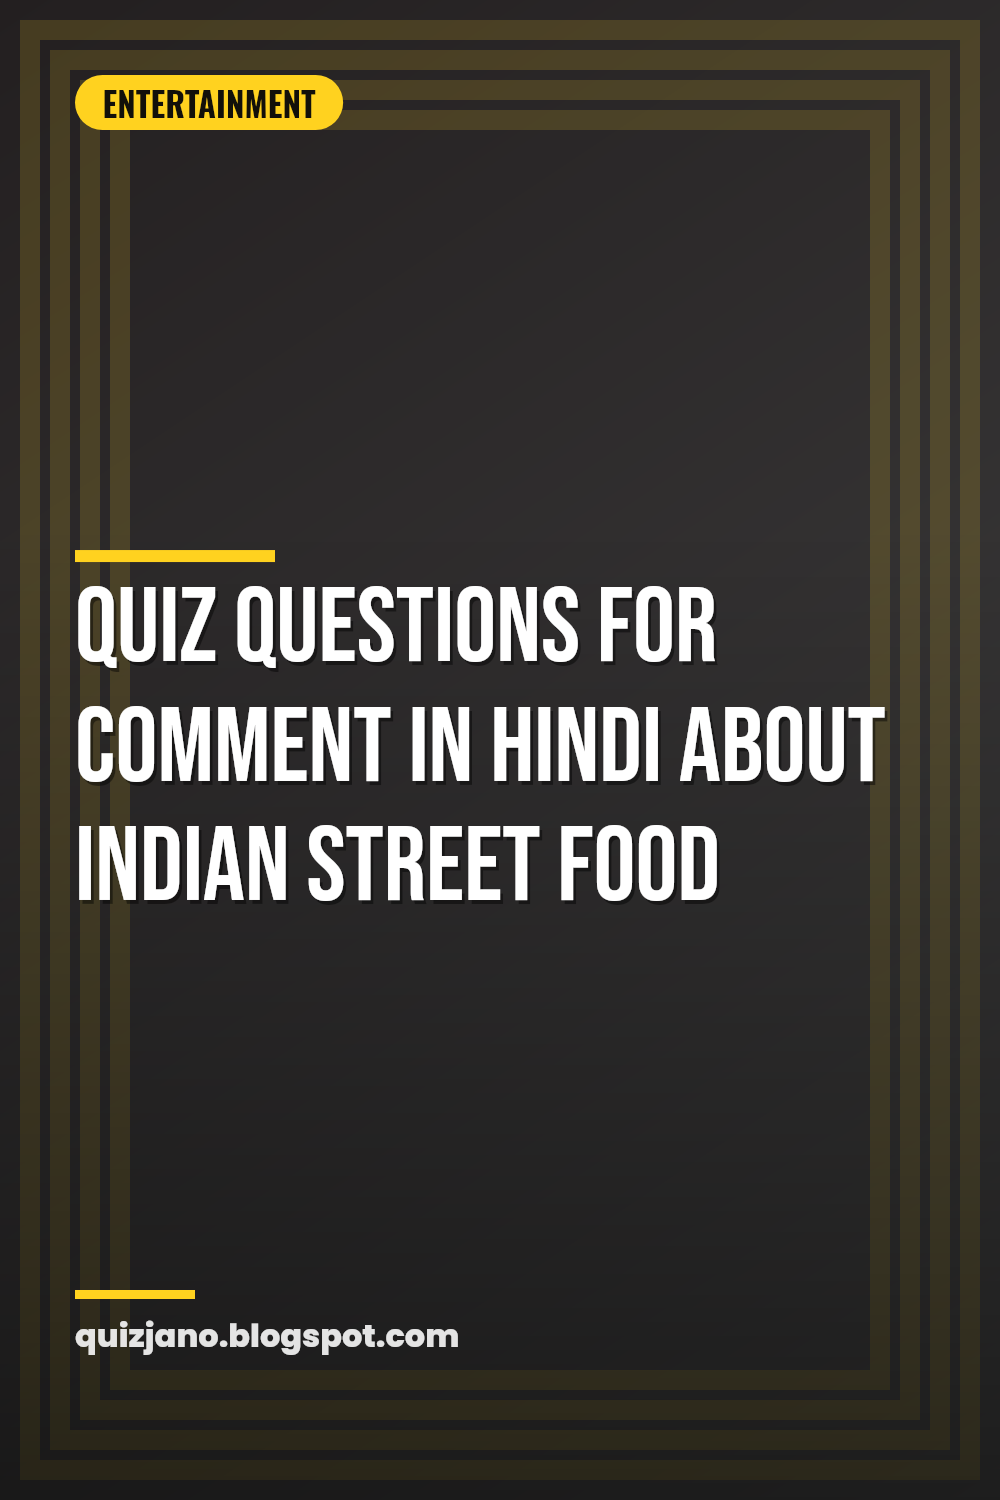 ENTERTAINMENT
QUIZ QUESTIONS FOR
COMMENT IN HINDI ABOUT
INDIAN STREET FOOD
quizjano.blogspot.com